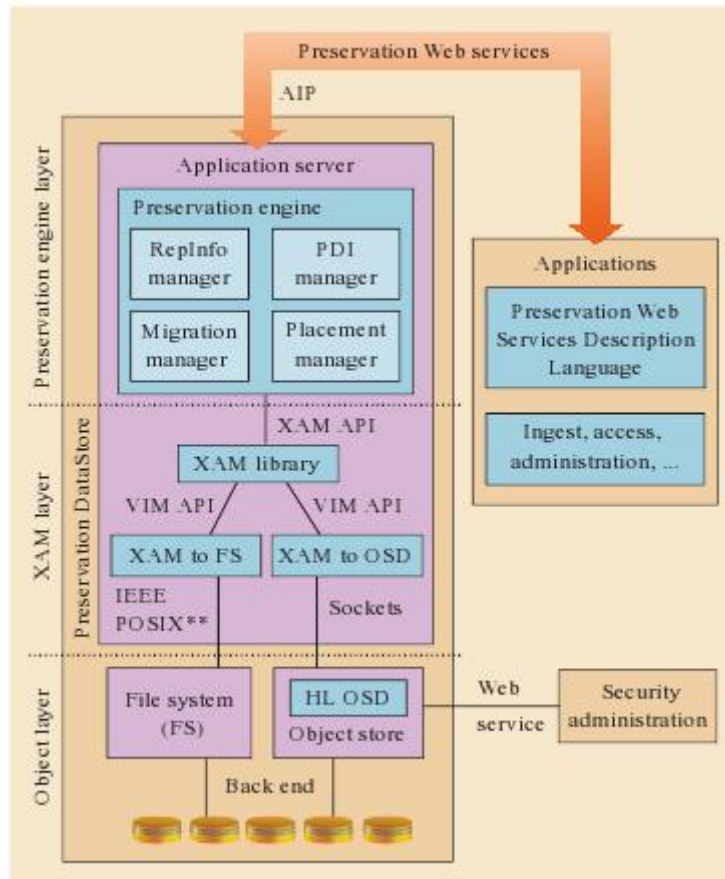 Preservation Web services
AIP
Preservation engine layer
Application server
Preservation engine
RepInfo
manager
PDI
manager
Migration
manager
Placement
manager
Applications
Preservation Web
Services Description
Language
Ingest, access,
administration, ...
XAM layer
Preservation DataStore
XAM API
XAM library
VIM API
VIM API
XAM to FS
XAM to OSD
IEEE
POSIX**
Sockets
Object layer
File system
(FS)
HL OSD
Object store
Web
service
Security
administration
Back end